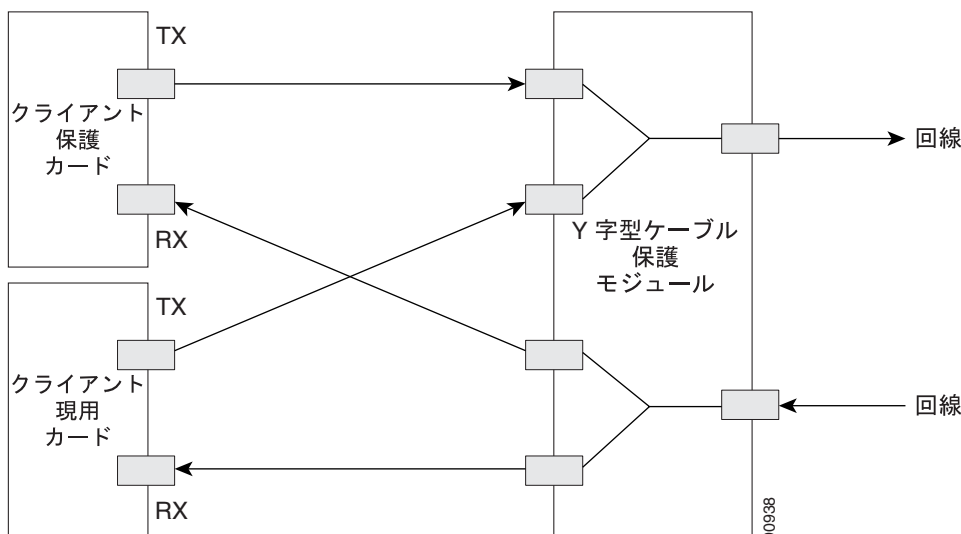 TX
クライアント
保護
カード
RX
TX
クライアント
現用
カード
RX
Y 字型ケーブル
保護
モジュール
回線
回線